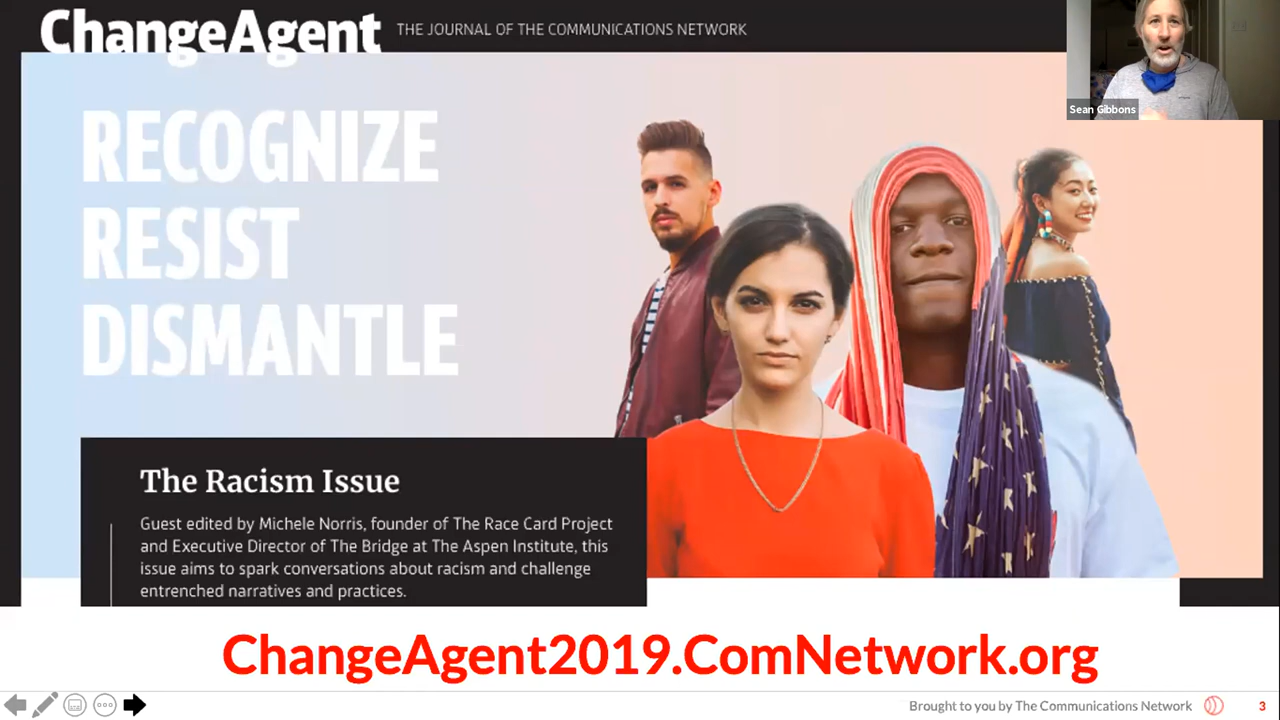 ChangeAgent THE JOURNAL OF THE COMMUNICATIONS NETWORK
Sean Gibbons
RECOGNIZE
RESIST
DISMANTLE
The Racism Issue
Guest edited by Michele Norris, founder of The Race Card Project
and Executive Director of The Bridge at The Aspen Institute, this
issue aims to spark conversations about racism and challenge
entrenched narratives and practices.
ChangeAgent2019.ComNetwork.org
Brought to you by The Communications Network 3